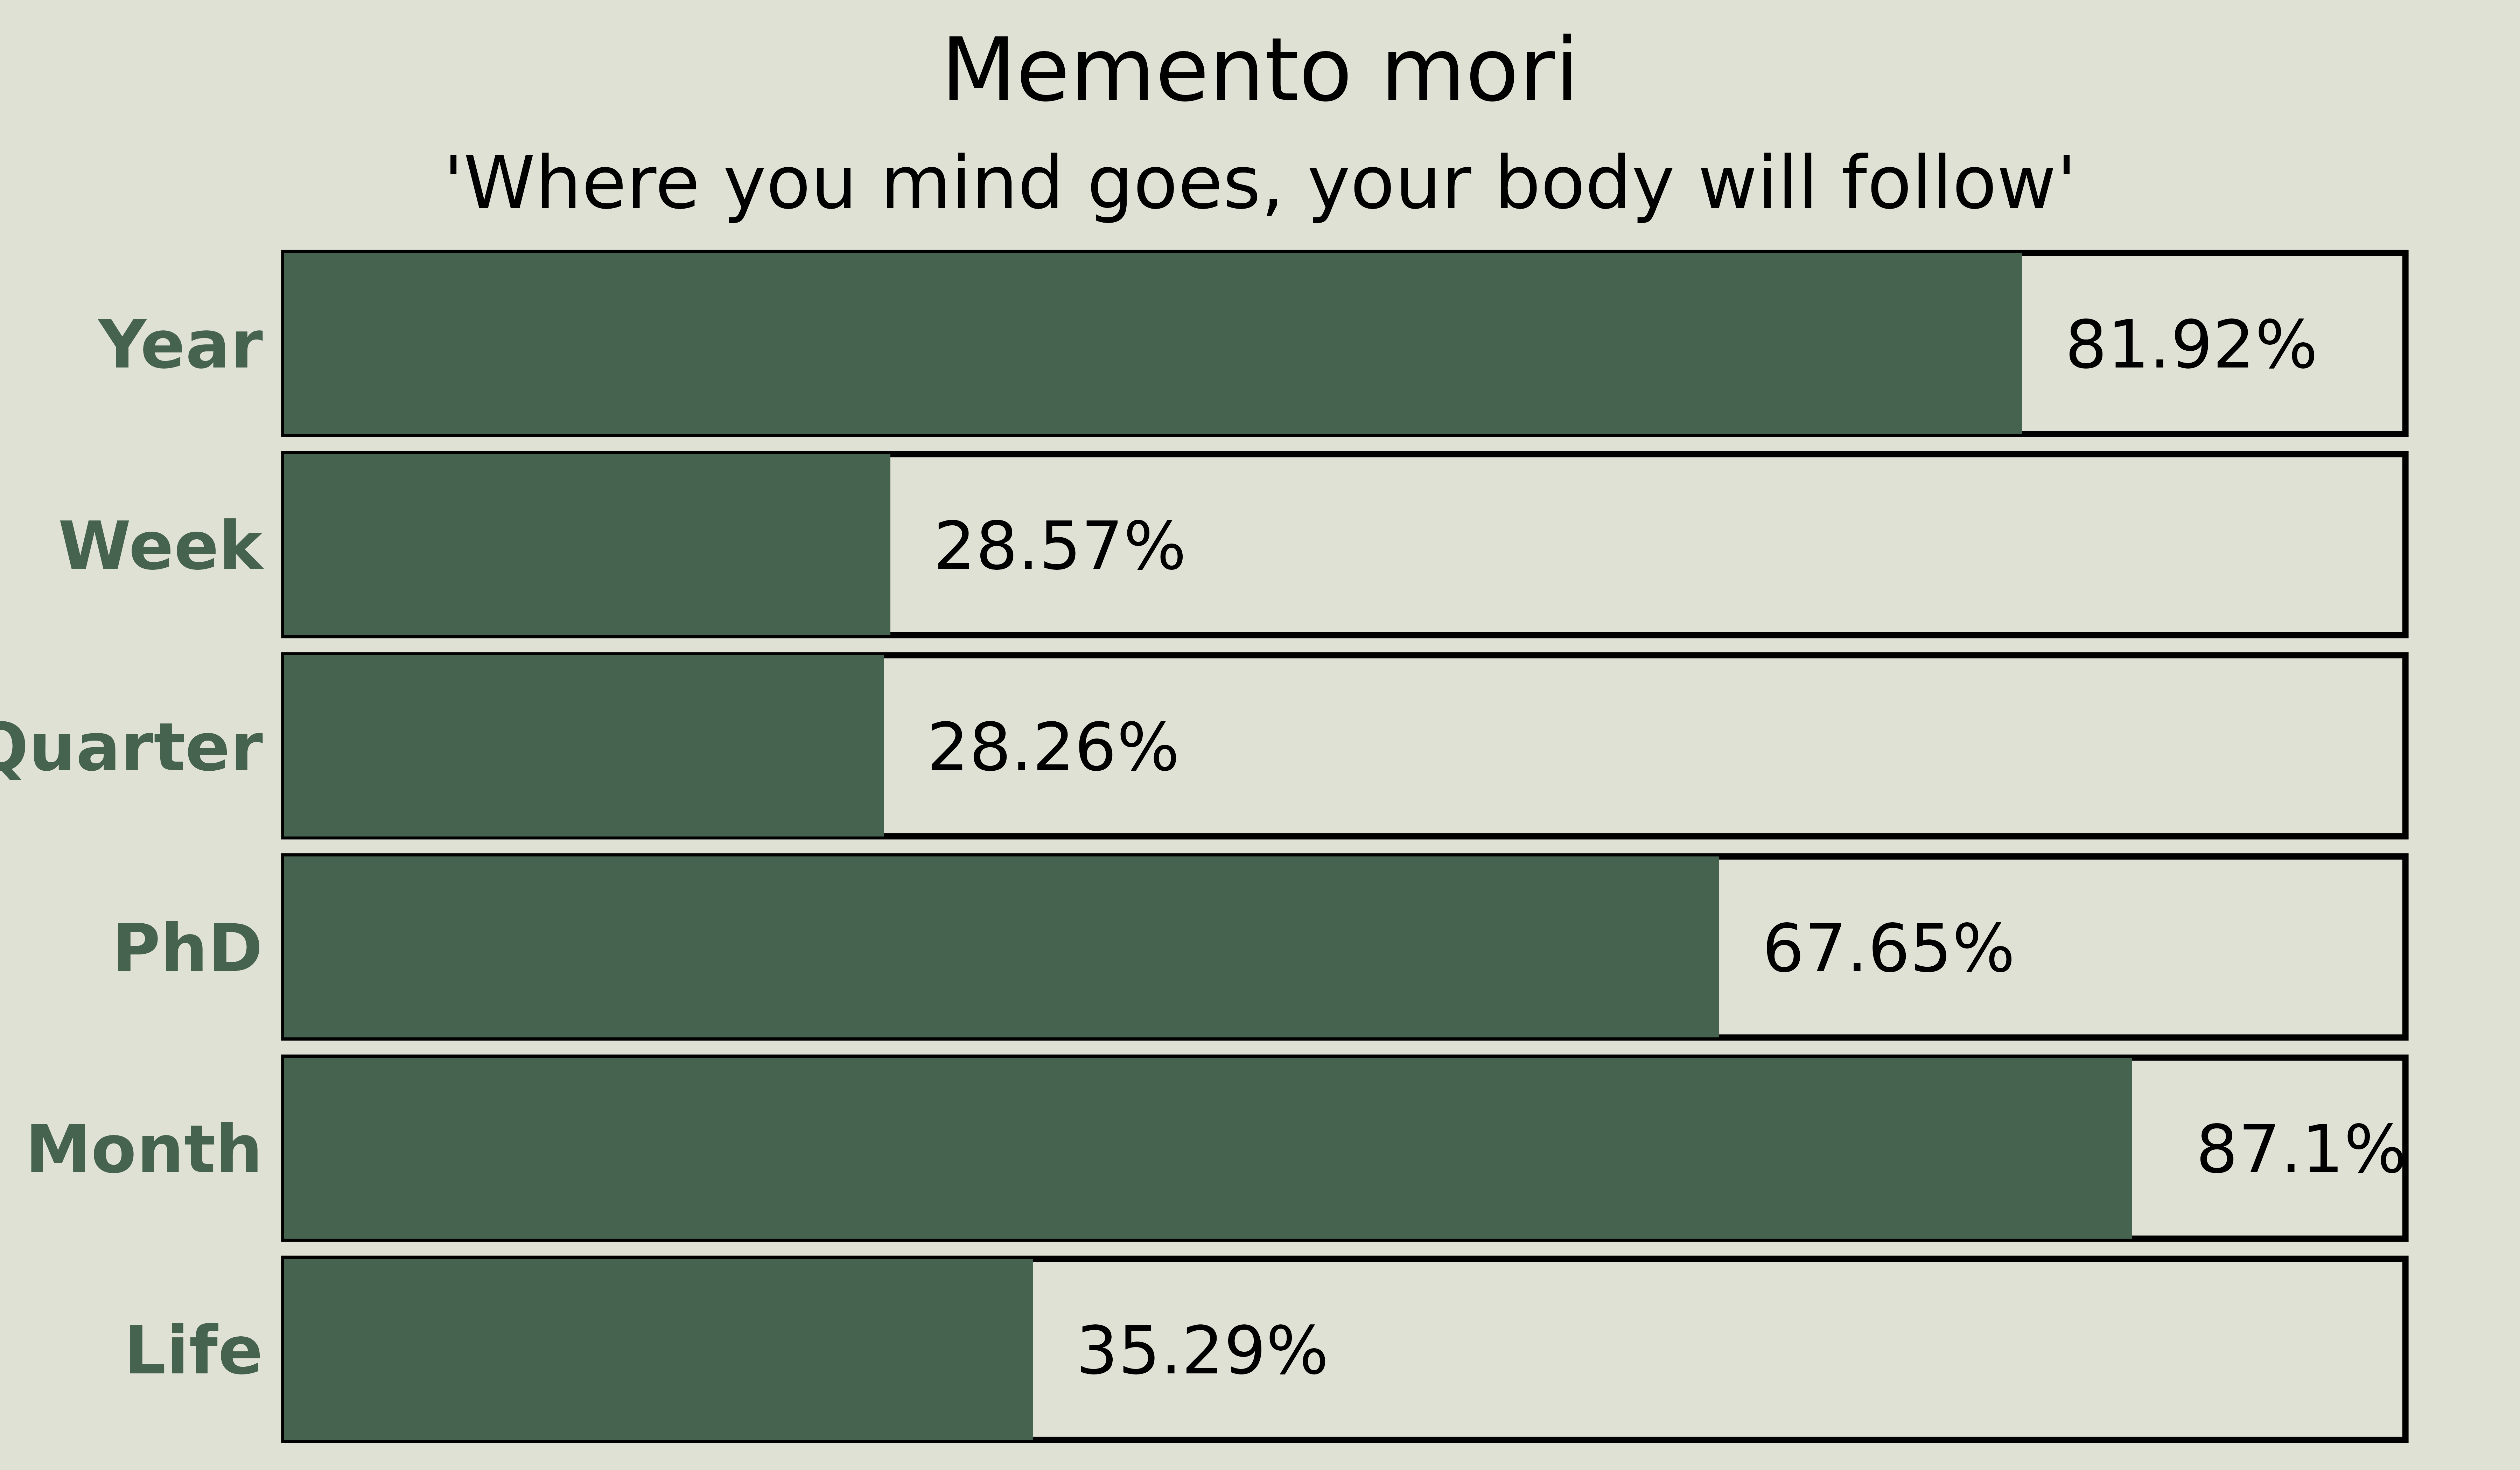 Memento mori
'Where you mind goes, your body will follow'
Year 81.92%
Week 28.57%
Quarter 28.26%
PhD 67.65%
Month 87.1%
Life 35.29%